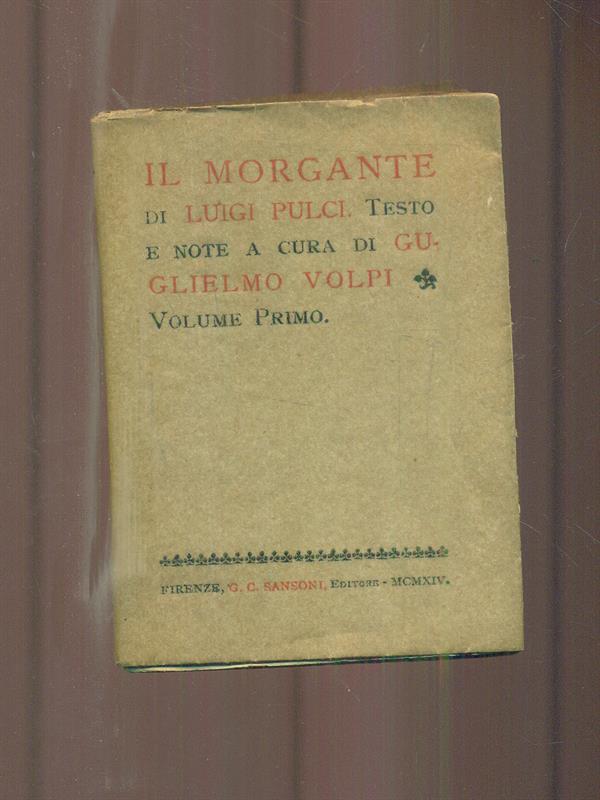 IL MORGANTE
DI LUIGI PULCI. TESTO
E NOTE A CURA DI GU-
GLIELMO VOLPI
VOLUME PRIMO.
FIRENZE, G. C. SANSONI, EDITORE - MCMXIV.